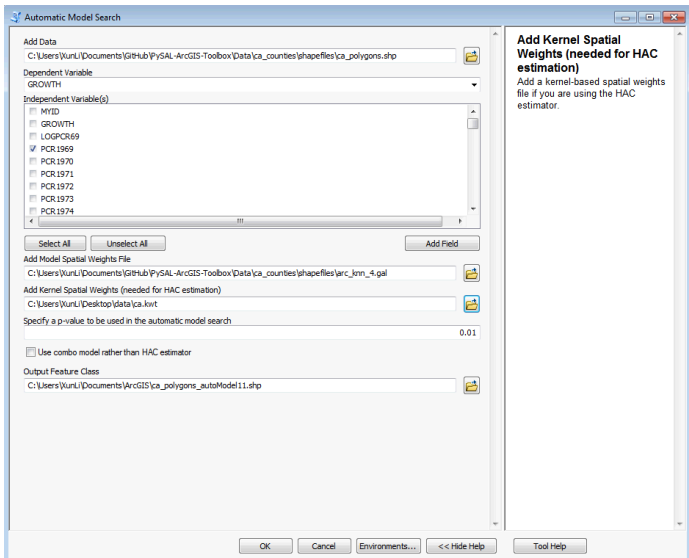 Automatic Model Search
Add Data
C:\Users\XunLi\Documents\GitHub\PySAL-ArcGIS-Toolbox\Data\ca_counties\shapefiles\ca_polygons.shp
Dependent Variable
GROWTH
Independent Variable(s)
MYID
GROWTH
LOGPCR69
PCR1969
PCR1970
PCR1971
PCR1972
PCR1973
PCR1974
Select All
Unselect All
Add Field
Add Model Spatial Weights File
C:\Users\XunLi\Documents\GitHub\PySAL-ArcGIS-Toolbox\Data\ca_counties\shapefiles\arc_knn_4.gal
Add Kernel Spatial Weights (needed for HAC estimation)
C:\Users\XunLi\Desktop\data\ca.kwt
Specify a p-value to be used in the automatic model search
0.01
Use combo model rather than HAC estimator
Output Feature Class
C:\Users\XunLi\Documents\ArcGIS\ca_polygons_autoModel11.shp
OK
Cancel
Environments...
<< Hide Help
Add Kernel Spatial
Weights (needed for HAC
estimation)
Add a kernel-based spatial weights
file if you are using the HAC
estimator.
Tool Help